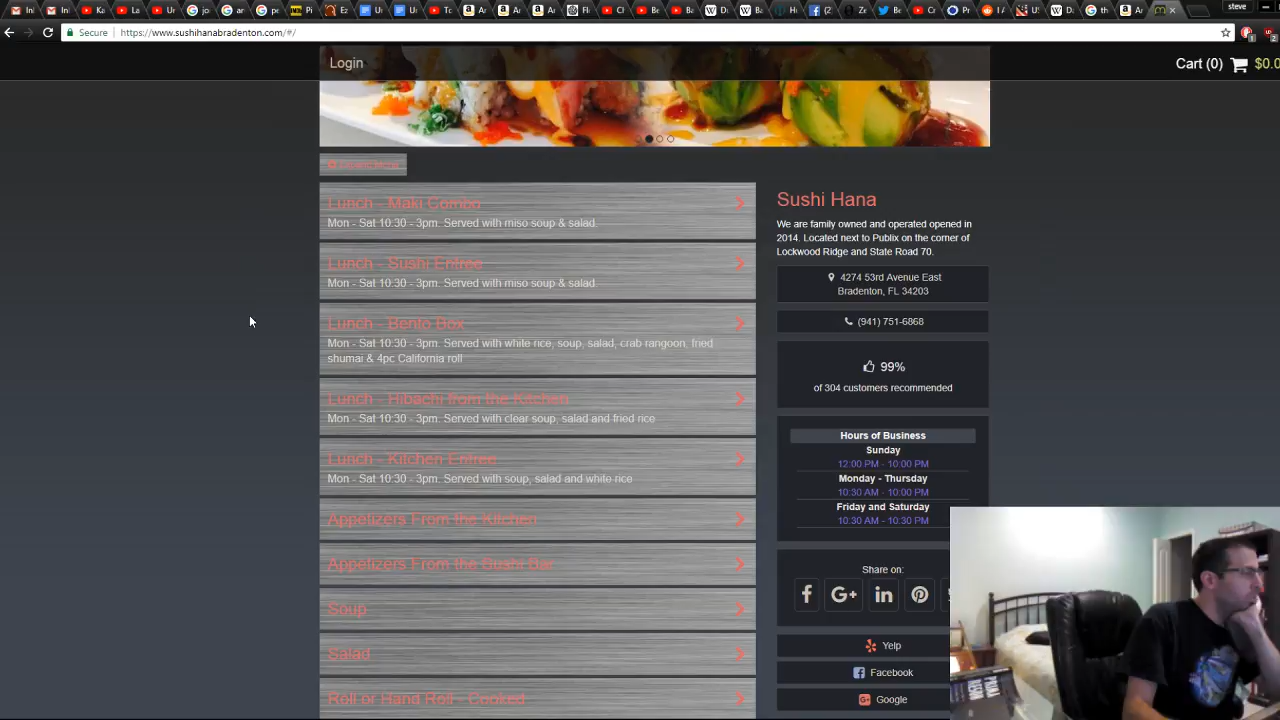 steve
Secure https://www.sushihanabradenton.com/#/
Login
Cart (0)
Lunch - Maki Combo
Mon - Sat 10:30 - 3pm. Served with miso soup & salad.
Lunch - Sushi Entree
Mon - Sat 10:30 - 3pm. Served with miso soup & salad.
Lunch - Bento Box
Mon - Sat 10:30 - 3pm. Served with white rice, soup, salad, crab rangoon, fried
shumai & 4pc California roll
Lunch - Hibachi from the Kitchen
Mon - Sat 10:30 - 3pm. Served with clear soup, salad and fried rice
Lunch - Kitchen Entree
Mon - Sat 10:30 - 3pm. Served with soup, salad and white rice
Appetizers From the Kitchen
Appetizers From the Sushi Bar
Soup
Salad
Roll or Hand Roll - Cooked
Sushi Hana
We are family owned and operated opened in
2014. Located next to Publix on the corner of
Lockwood Ridge and State Road 70.
4274 53rd Avenue East
Bradenton, FL 34203
(941) 751-6868
99%
of 304 customers recommended
Hours of Business
Sunday
12:00 PM - 10:00 PM
Monday - Thursday
10:30 AM - 10:00 PM
Friday and Saturday
10:30 AM - 10:30 PM
Share on:
Yelp
Facebook
Google